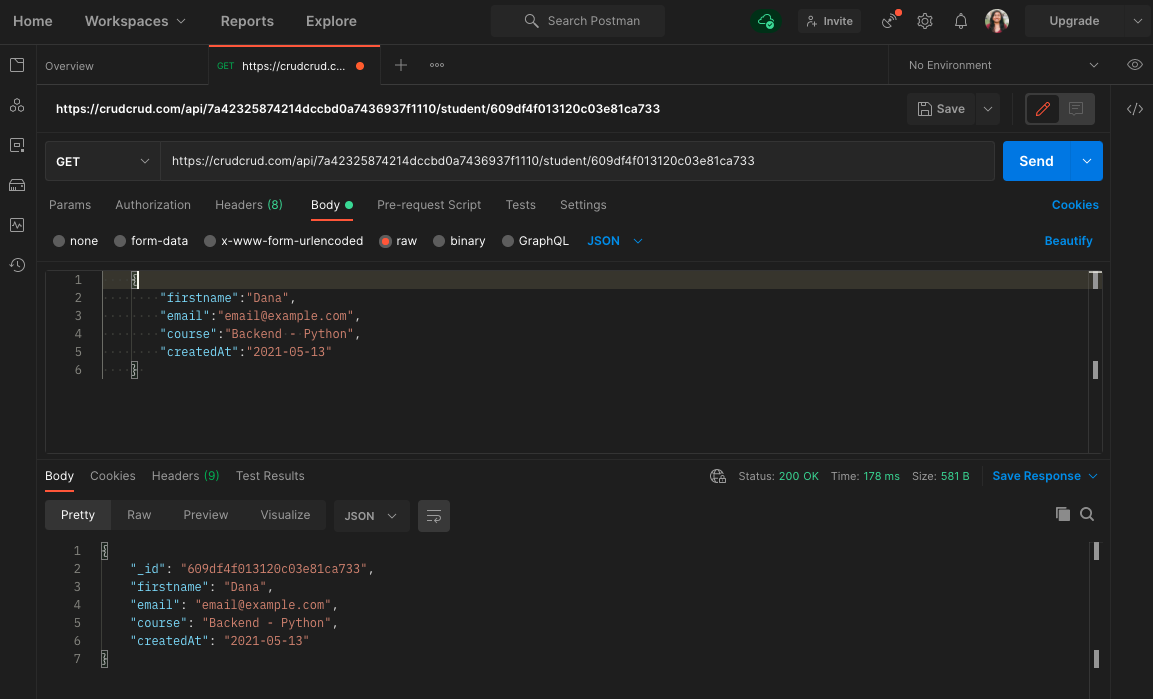 Home Workspaces Reports Explore Search Postman Invite Upgrade
Overview GET https://crudcrud.c... No Environment
https://crudcrud.com/api/7a42325874214dccbd0a7436937f1110/student/609df4f013120c03e81ca733 Save
GET https://crudcrud.com/api/7a42325874214dccbd0a7436937f1110/student/609df4f013120c03e81ca733 Send
Params Authorization Headers (8) Body Pre-request Script Tests Settings Cookies
none form-data x-www-form-urlencoded raw binary GraphQL JSON Beautify
1 {
2 "firstname":"Dana",
3 "email":"email@example.com",
4 "course":"Backend - Python",
5 "createdAt":"2021-05-13"
6 }
Body Cookies Headers (9) Test Results Status: 200 OK Time: 178 ms Size: 581 B Save Response
Pretty Raw Preview Visualize JSON
1 {
2 "_id": "609df4f013120c03e81ca733",
3 "firstname": "Dana",
4 "email": "email@example.com",
5 "course": "Backend - Python",
6 "createdAt": "2021-05-13"
7 }